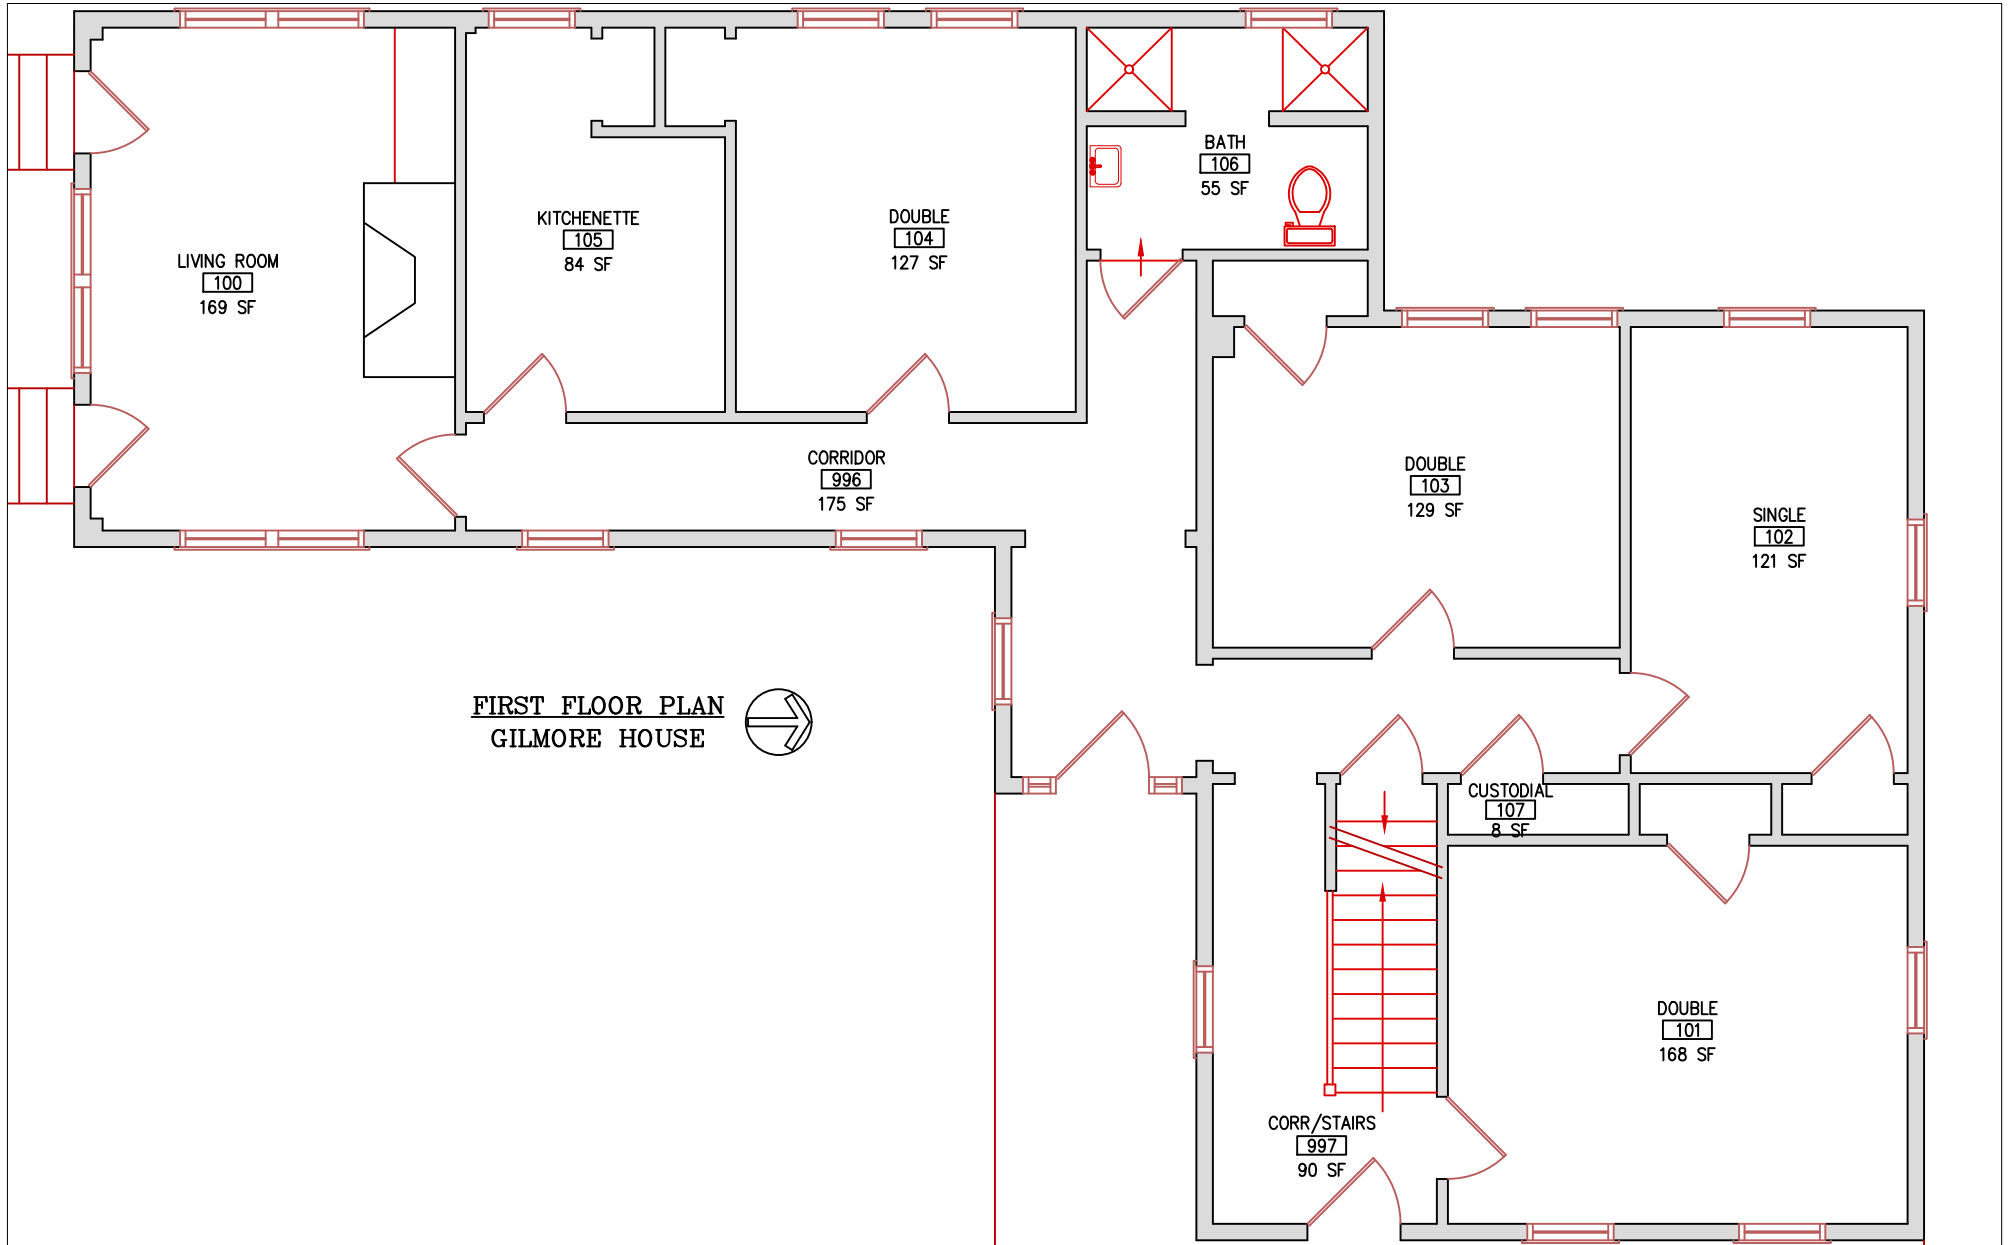 BATH
106
55 SF
KITCHENETTE
105
84 SF
DOUBLE
104
127 SF
LIVING ROOM
100
169 SF
CORRIDOR
996
175 SF
DOUBLE
103
129 SF
SINGLE
102
121 SF
FIRST FLOOR PLAN
GILMORE HOUSE
CUSTODIAL
107
8 SF
DOUBLE
101
168 SF
CORR/STAIRS
997
90 SF